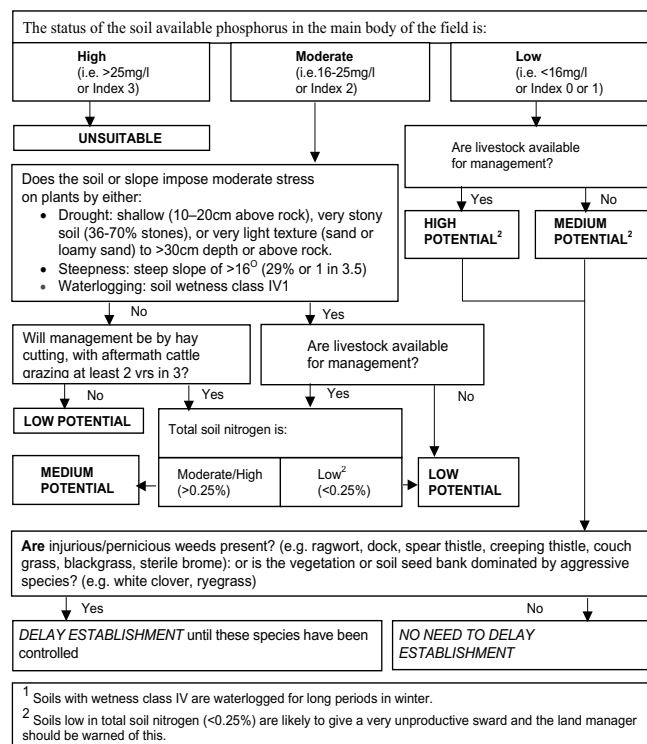 The status of the soil available phosphorus in the main body of the field is:
High
(i.e. >25mg/l
or Index 3)
Moderate
(i.e.16-25mg/l
or Index 2)
Low
(i.e. <16mg/l
or Index 0 or 1)
UNSUITABLE
Are livestock available
for management?
Yes
No
HIGH
POTENTIAL²
MEDIUM
POTENTIAL²
Does the soil or slope impose moderate stress
on plants by either:
• Drought: shallow (10–20cm above rock), very stony
soil (36-70% stones), or very light texture (sand or
loamy sand) to >30cm depth or above rock.
• Steepness: steep slope of >16⁰ (29% or 1 in 3.5)
• Waterlogging: soil wetness class IV1
No
Yes
Will management be by hay
cutting, with aftermath cattle
grazing at least 2 yrs in 3?
Are livestock available
for management?
No
Yes
Yes
No
LOW POTENTIAL
Total soil nitrogen is:
MEDIUM
POTENTIAL
Moderate/High
(>0.25%)
Low²
(<0.25%)
LOW
POTENTIAL
Are injurious/pernicious weeds present? (e.g. ragwort, dock, spear thistle, creeping thistle, couch
grass, blackgrass, sterile brome): or is the vegetation or soil seed bank dominated by aggressive
species? (e.g. white clover, ryegrass)
Yes
No
DELAY ESTABLISHMENT until these species have been
controlled
NO NEED TO DELAY
ESTABLISHMENT
¹ Soils with wetness class IV are waterlogged for long periods in winter.
² Soils low in total soil nitrogen (<0.25%) are likely to give a very unproductive sward and the land manager
should be warned of this.